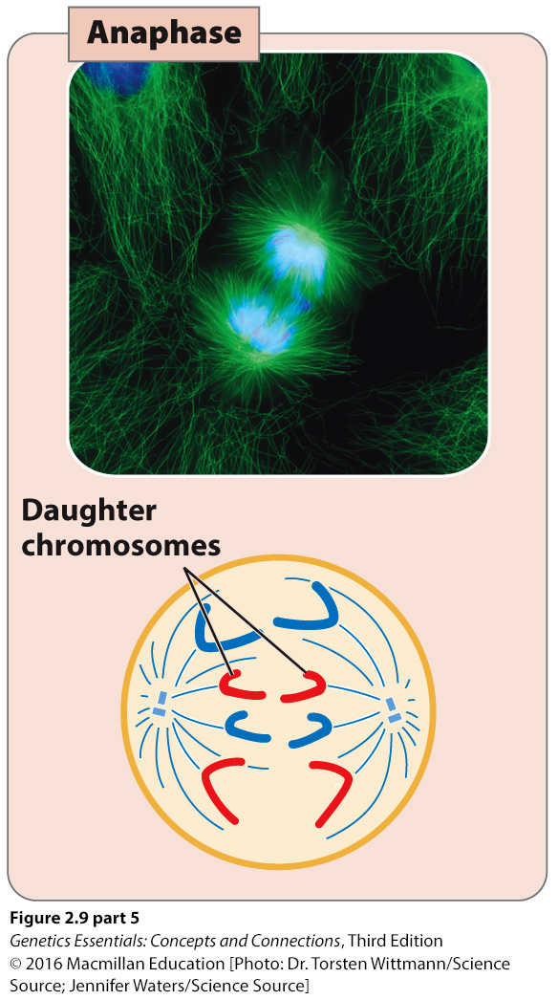 Anaphase
Daughter
chromosomes
Figure 2.9 part 5
Genetics Essentials: Concepts and Connections, Third Edition
© 2016 Macmillan Education [Photo: Dr. Torsten Wittmann/Science
Source; Jennifer Waters/Science Source]